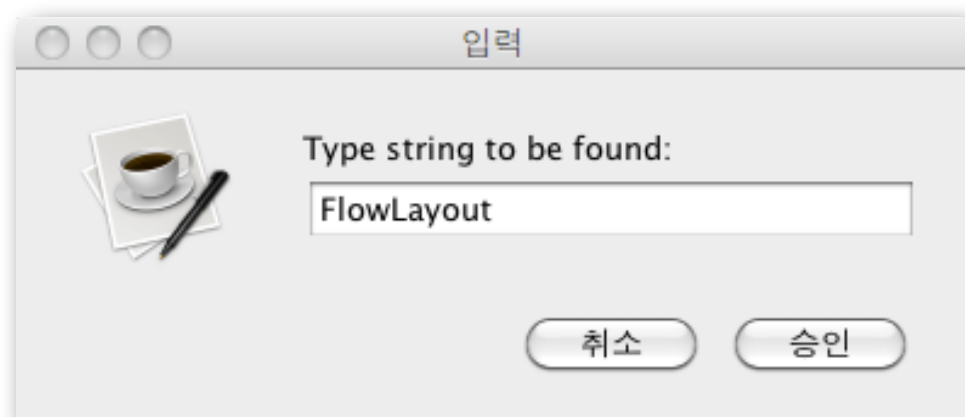 입력
Type string to be found:
FlowLayout
취소 승인